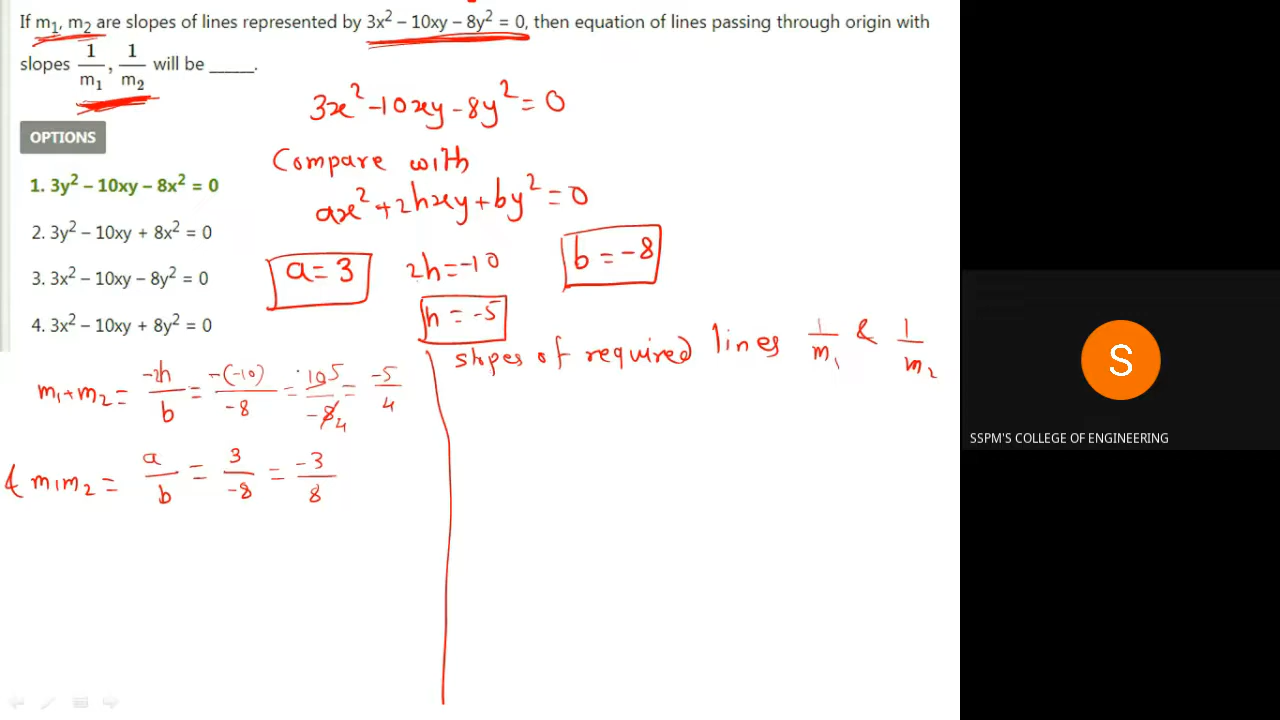 If m₁, m₂ are slopes of lines represented by 3x² − 10xy − 8y² = 0, then equation of lines passing through origin with
slopes 1/m₁, 1/m₂ will be ______.
OPTIONS
1. 3y² − 10xy − 8x² = 0
2. 3y² − 10xy + 8x² = 0
3. 3x² − 10xy − 8y² = 0
4. 3x² − 10xy + 8y² = 0
3x² − 10xy − 8y² = 0
Compare with
ax² + 2hxy + by² = 0
a = 3 2h = −10 b = −8
h = −5
m₁ + m₂ = −2h/b = −(−10)/−8 = 10 5/−8 4 = −5/4
& m₁m₂ = a/b = 3/−8 = −3/8
slopes of required lines 1/m₁ & 1/m₂
S
SSPM'S COLLEGE OF ENGINEERING